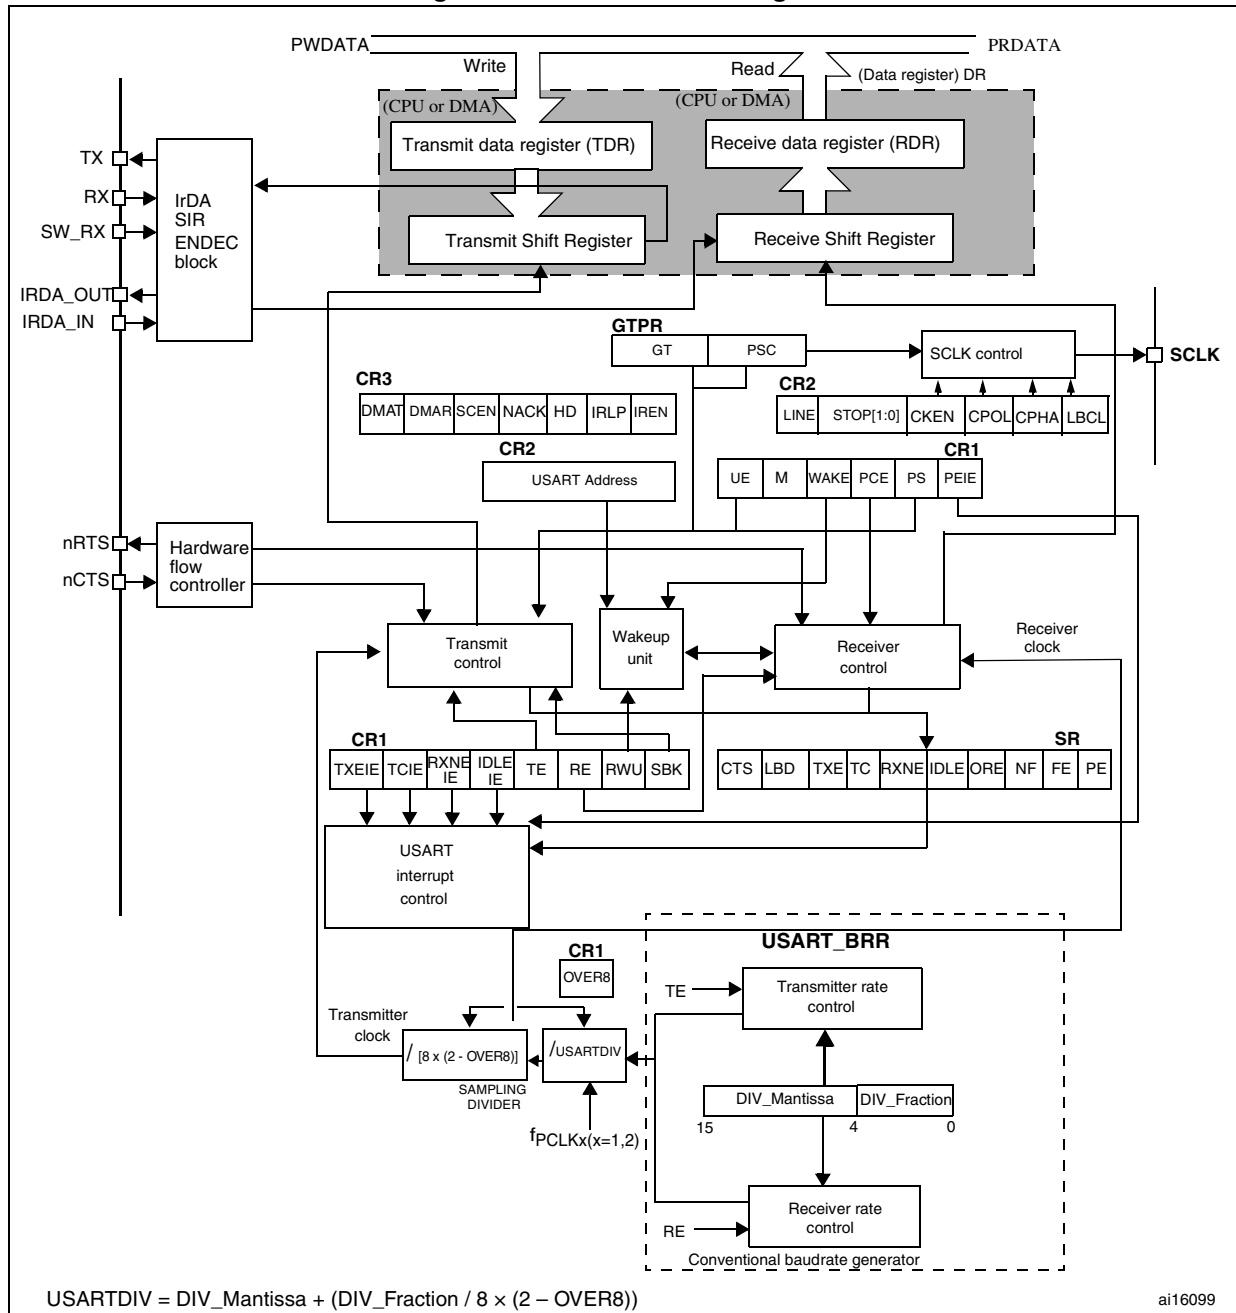 PWDATA
PRDATA
Write
Read
(Data register) DR
(CPU or DMA)
(CPU or DMA)
Transmit data register (TDR)
Receive data register (RDR)
TX
RX
SW_RX
IRDA_OUT
IRDA_IN
IrDA
SIR
ENDEC
block
Transmit Shift Register
Receive Shift Register
GTPR
GT
PSC
SCLK control
SCLK
CR3
DMAT
DMAR
SCEN
NACK
HD
IRLP
IREN
CR2
LINE
STOP[1:0]
CKEN
CPOL
CPHA
LBCL
CR2
USART Address
CR1
UE
M
WAKE
PCE
PS
PEIE
nRTS
nCTS
Hardware
flow
controller
Transmit
control
Wakeup
unit
Receiver
control
Receiver
clock
CR1
TXEIE
TCIE
RXNE
IE
IDLE
IE
TE
RE
RWU
SBK
SR
CTS
LBD
TXE
TC
RXNE
IDLE
ORE
NF
FE
PE
USART
interrupt
control
USART_BRR
CR1
OVER8
TE
Transmitter rate
control
Transmitter
clock
/ [8 x (2 - OVER8)]
/USARTDIV
SAMPLING
DIVIDER
fPCLKx(x=1,2)
DIV_Mantissa
DIV_Fraction
15
4
0
Receiver rate
control
RE
Conventional baudrate generator
USARTDIV = DIV_Mantissa + (DIV_Fraction / 8 × (2 – OVER8))
ai16099